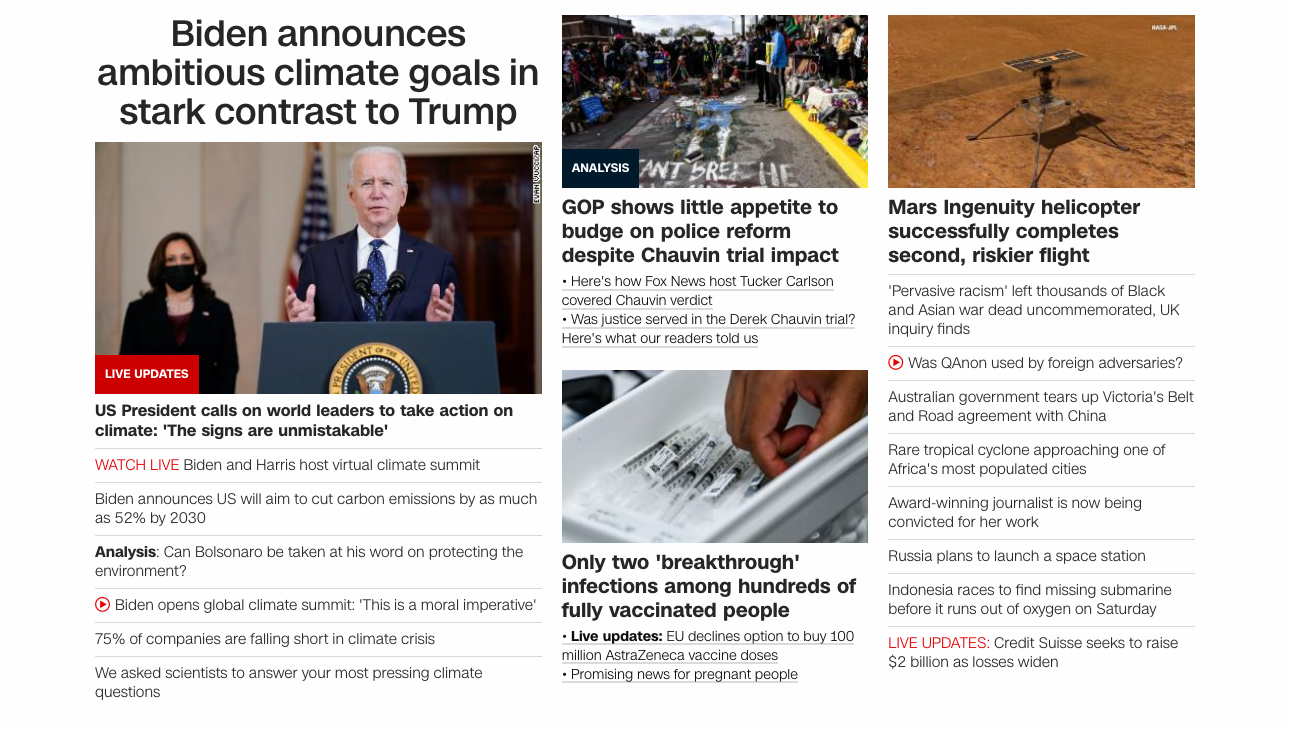 Biden announces
ambitious climate goals in
stark contrast to Trump
EVAN VUCCI/AP
LIVE UPDATES
US President calls on world leaders to take action on
climate: 'The signs are unmistakable'
WATCH LIVE Biden and Harris host virtual climate summit
Biden announces US will aim to cut carbon emissions by as much
as 52% by 2030
Analysis: Can Bolsonaro be taken at his word on protecting the
environment?
Biden opens global climate summit: 'This is a moral imperative'
75% of companies are falling short in climate crisis
We asked scientists to answer your most pressing climate
questions
ANALYSIS
GOP shows little appetite to
budge on police reform
despite Chauvin trial impact
• Here's how Fox News host Tucker Carlson
covered Chauvin verdict
• Was justice served in the Derek Chauvin trial?
Here's what our readers told us
Only two 'breakthrough'
infections among hundreds of
fully vaccinated people
• Live updates: EU declines option to buy 100
million AstraZeneca vaccine doses
• Promising news for pregnant people
NASA-JPL
Mars Ingenuity helicopter
successfully completes
second, riskier flight
'Pervasive racism' left thousands of Black
and Asian war dead uncommemorated, UK
inquiry finds
Was QAnon used by foreign adversaries?
Australian government tears up Victoria's Belt
and Road agreement with China
Rare tropical cyclone approaching one of
Africa's most populated cities
Award-winning journalist is now being
convicted for her work
Russia plans to launch a space station
Indonesia races to find missing submarine
before it runs out of oxygen on Saturday
LIVE UPDATES: Credit Suisse seeks to raise
$2 billion as losses widen